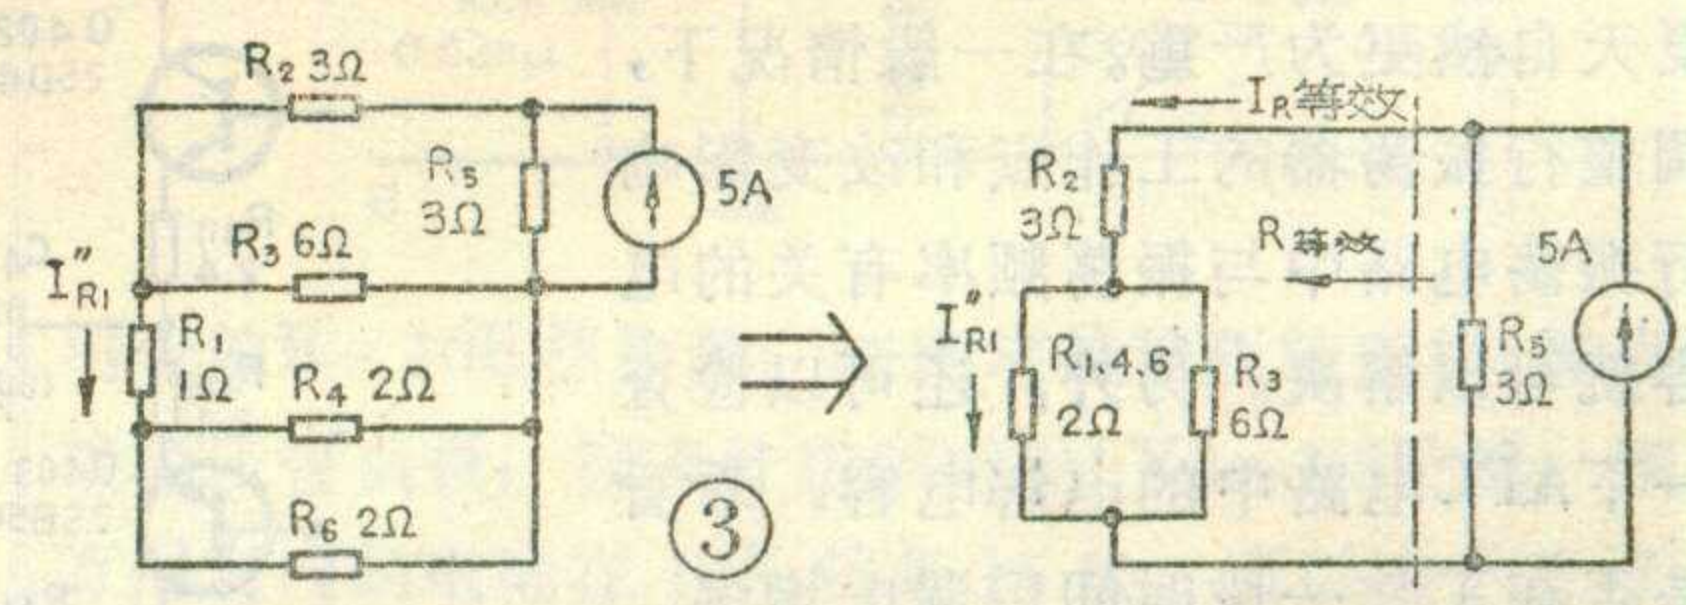 R₂ 3Ω
R₅
3Ω
5A
R₃ 6Ω
I″R1
R₁
1Ω
R₄ 2Ω
R₆ 2Ω
③
IR等效
R₂
3Ω
R等效
5A
I″R1
R1.4.6
2Ω
R₃
6Ω
R₅
3Ω